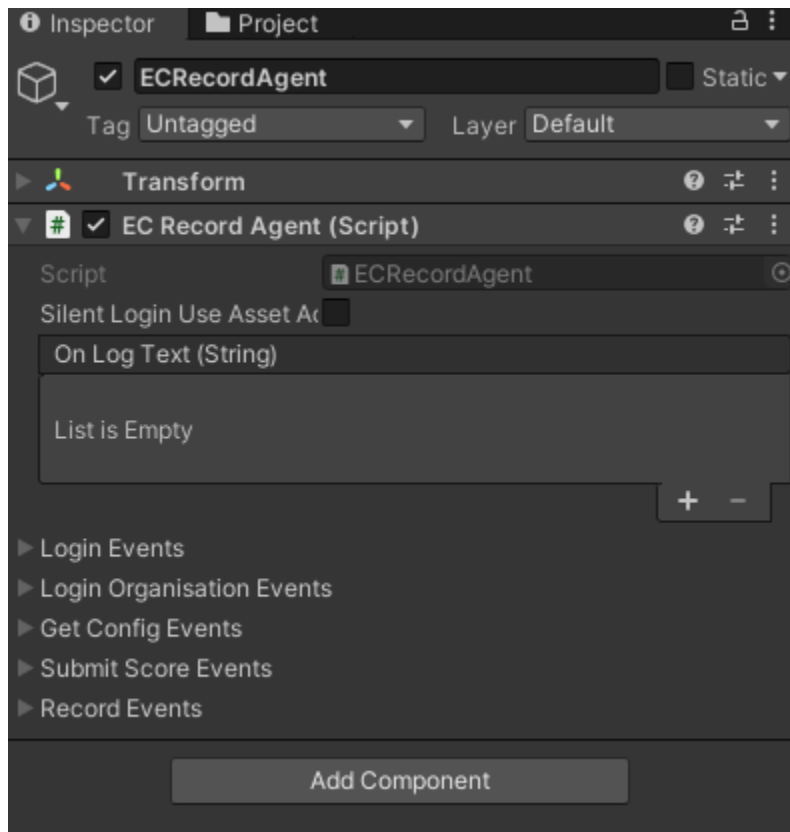 Inspector Project
ECRecordAgent Static
Tag Untagged Layer Default
Transform
# EC Record Agent (Script)
Script # ECRecordAgent
Silent Login Use Asset Ac
On Log Text (String)
List is Empty
+ −
Login Events
Login Organisation Events
Get Config Events
Submit Score Events
Record Events
Add Component